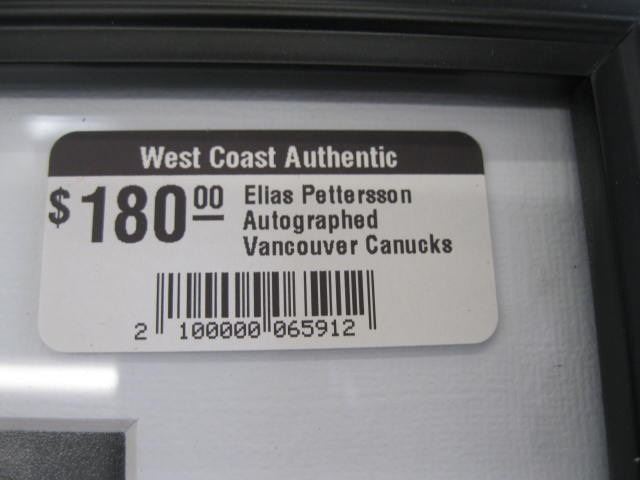 West Coast Authentic
$180.00 Elias Pettersson
Autographed
Vancouver Canucks
2 100000 065912